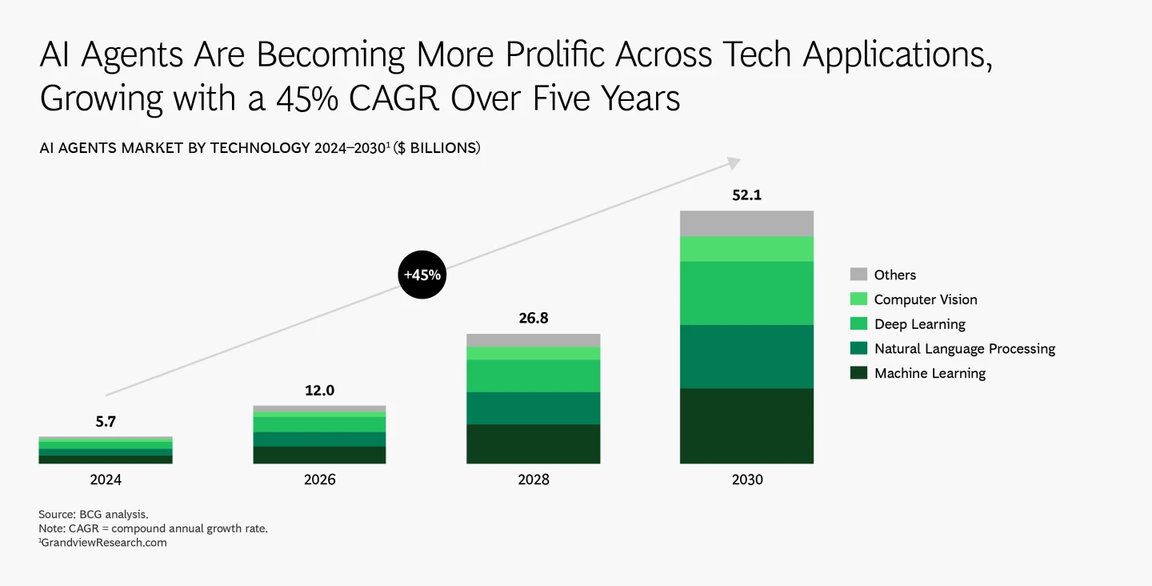 AI Agents Are Becoming More Prolific Across Tech Applications,
Growing with a 45% CAGR Over Five Years
AI AGENTS MARKET BY TECHNOLOGY 2024–2030¹ ($ BILLIONS)
52.1
+45%
26.8
12.0
5.7
Others
Computer Vision
Deep Learning
Natural Language Processing
Machine Learning
2024
2026
2028
2030
Source: BCG analysis.
Note: CAGR = compound annual growth rate.
¹GrandviewResearch.com